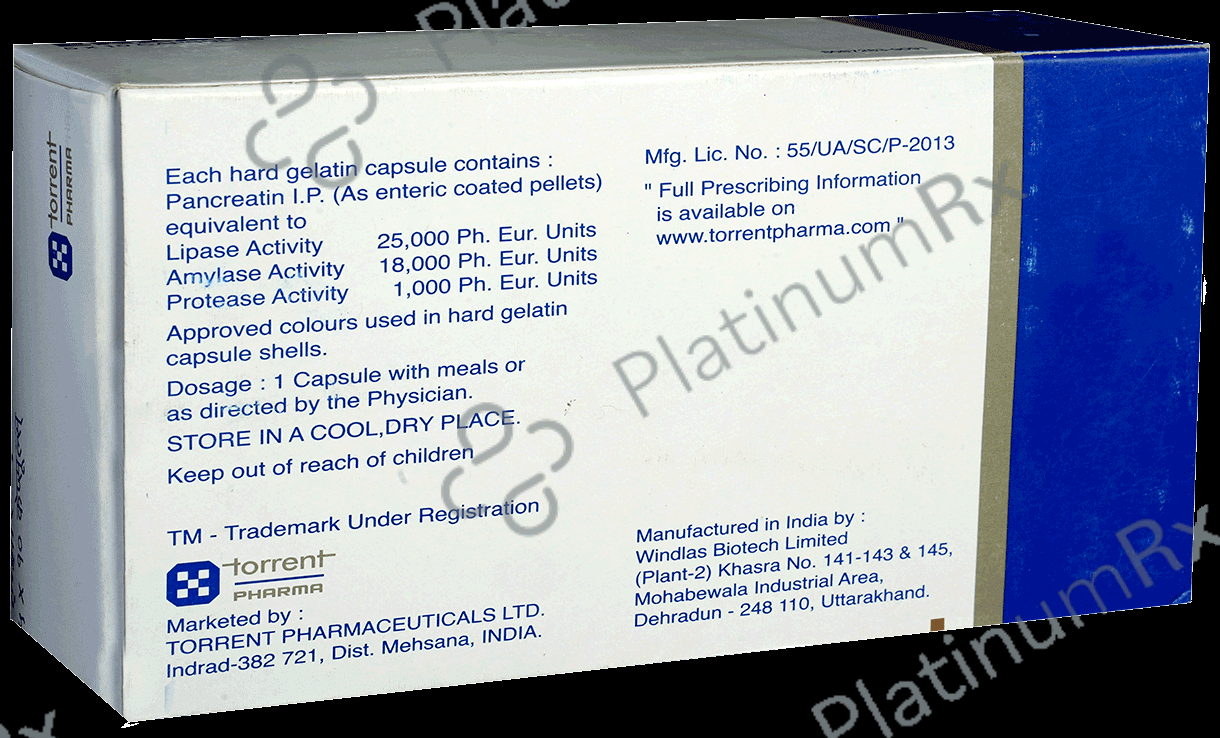 Each hard gelatin capsule contains :
Pancreatin I.P. (As enteric coated pellets)
equivalent to
Lipase Activity 25,000 Ph. Eur. Units
Amylase Activity 18,000 Ph. Eur. Units
Protease Activity 1,000 Ph. Eur. Units
Approved colours used in hard gelatin
capsule shells.
Dosage : 1 Capsule with meals or
as directed by the Physician.
STORE IN A COOL,DRY PLACE.
Keep out of reach of children
TM - Trademark Under Registration
torrent
PHARMA
Marketed by :
TORRENT PHARMACEUTICALS LTD.
Indrad-382 721, Dist. Mehsana, INDIA.
Mfg. Lic. No. : 55/UA/SC/P-2013
" Full Prescribing Information
is available on
www.torrentpharma.com "
Manufactured in India by :
Windlas Biotech Limited
(Plant-2) Khasra No. 141-143 & 145,
Mohabewala Industrial Area,
Dehradun - 248 110, Uttarakhand.
torrent
PHARMA
PlatinumRx
PlatinumRx